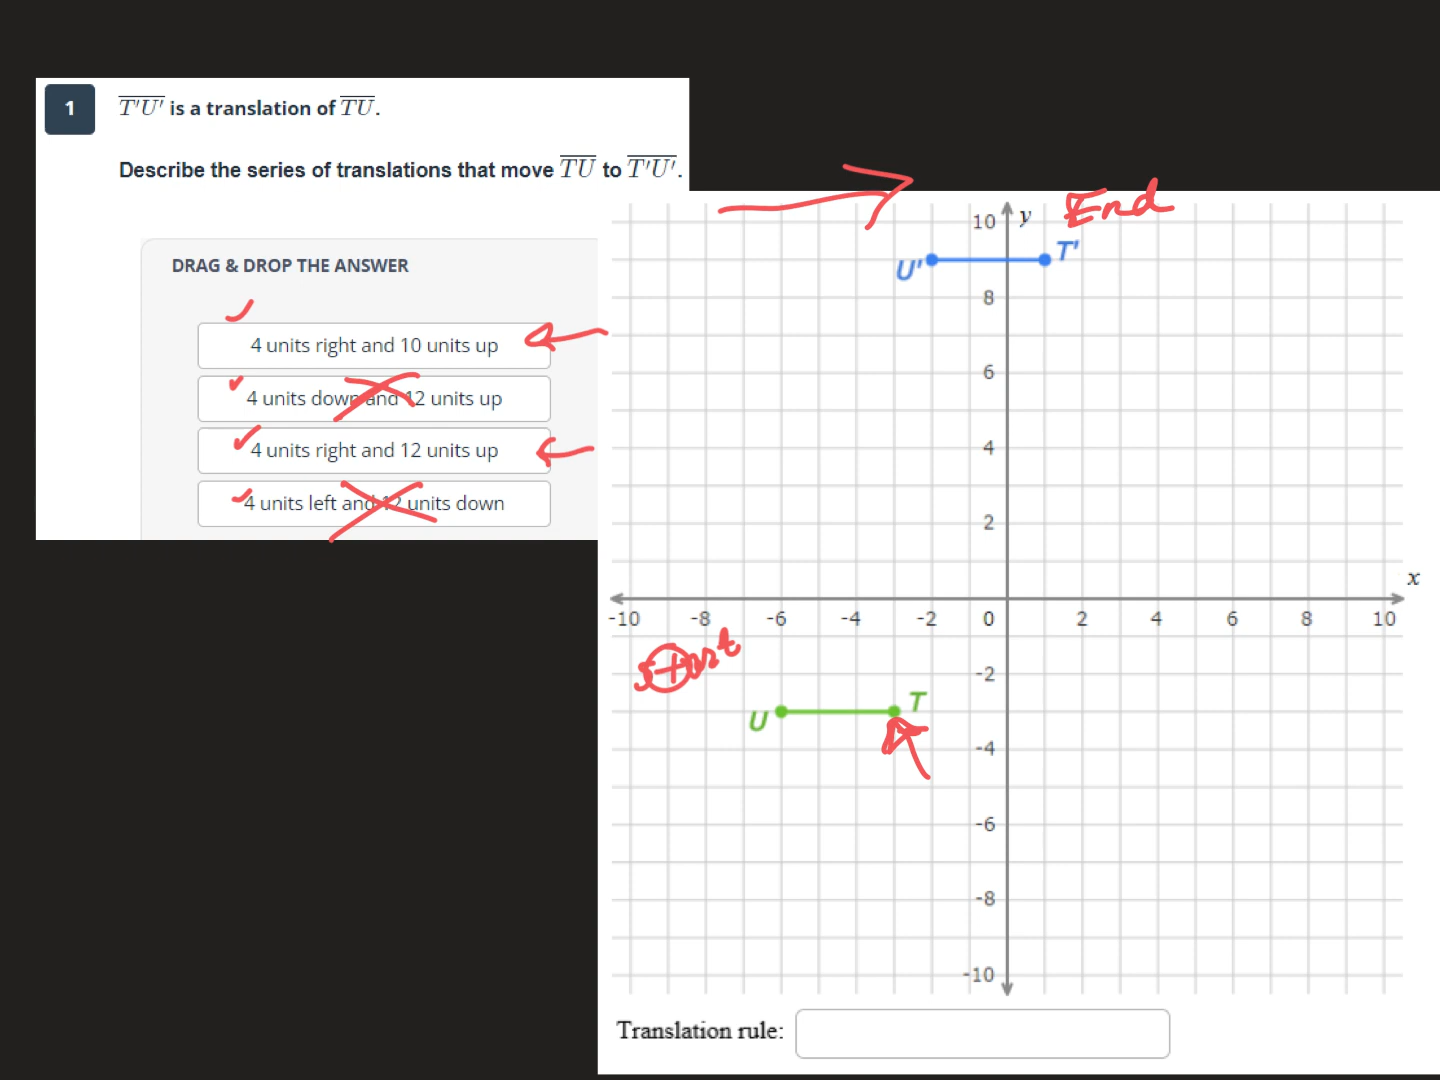 1
T'U' is a translation of TU.
Describe the series of translations that move TU to T'U'.
DRAG & DROP THE ANSWER
4 units right and 10 units up
4 units down and 12 units up
4 units right and 12 units up
4 units left and 12 units down
End
y
10
U' T'
8
6
4
2
x
-10 -8 -6 -4 -2 0 2 4 6 8 10
Start
-2
U T
-4
-6
-8
-10
Translation rule: